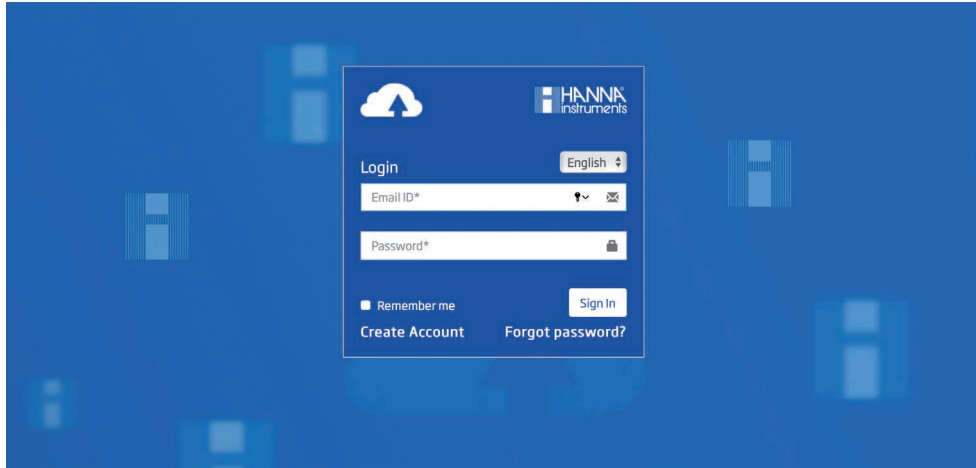 HANNA
instruments
Login
English
Email ID*
Password*
Remember me
Sign In
Create Account
Forgot password?